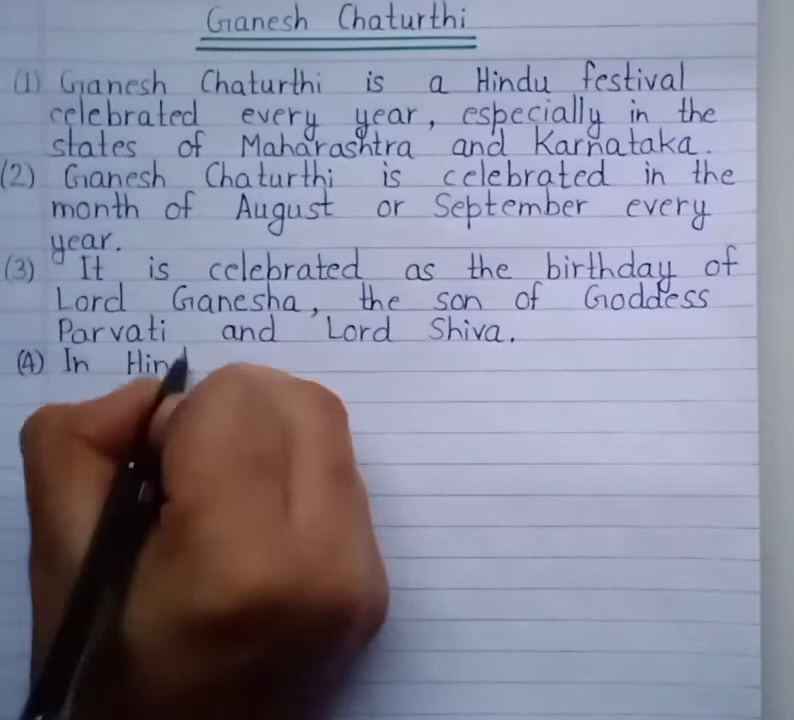 Ganesh Chaturthi
(1) Ganesh Chaturthi is a Hindu festival
celebrated every year, especially in the
states of Maharashtra and Karnataka.
(2) Ganesh Chaturthi is celebrated in the
month of August or September every
year.
(3) It is celebrated as the birthday of
Lord Ganesha, the son of Goddess
Parvati and Lord Shiva.
(4) In Hind